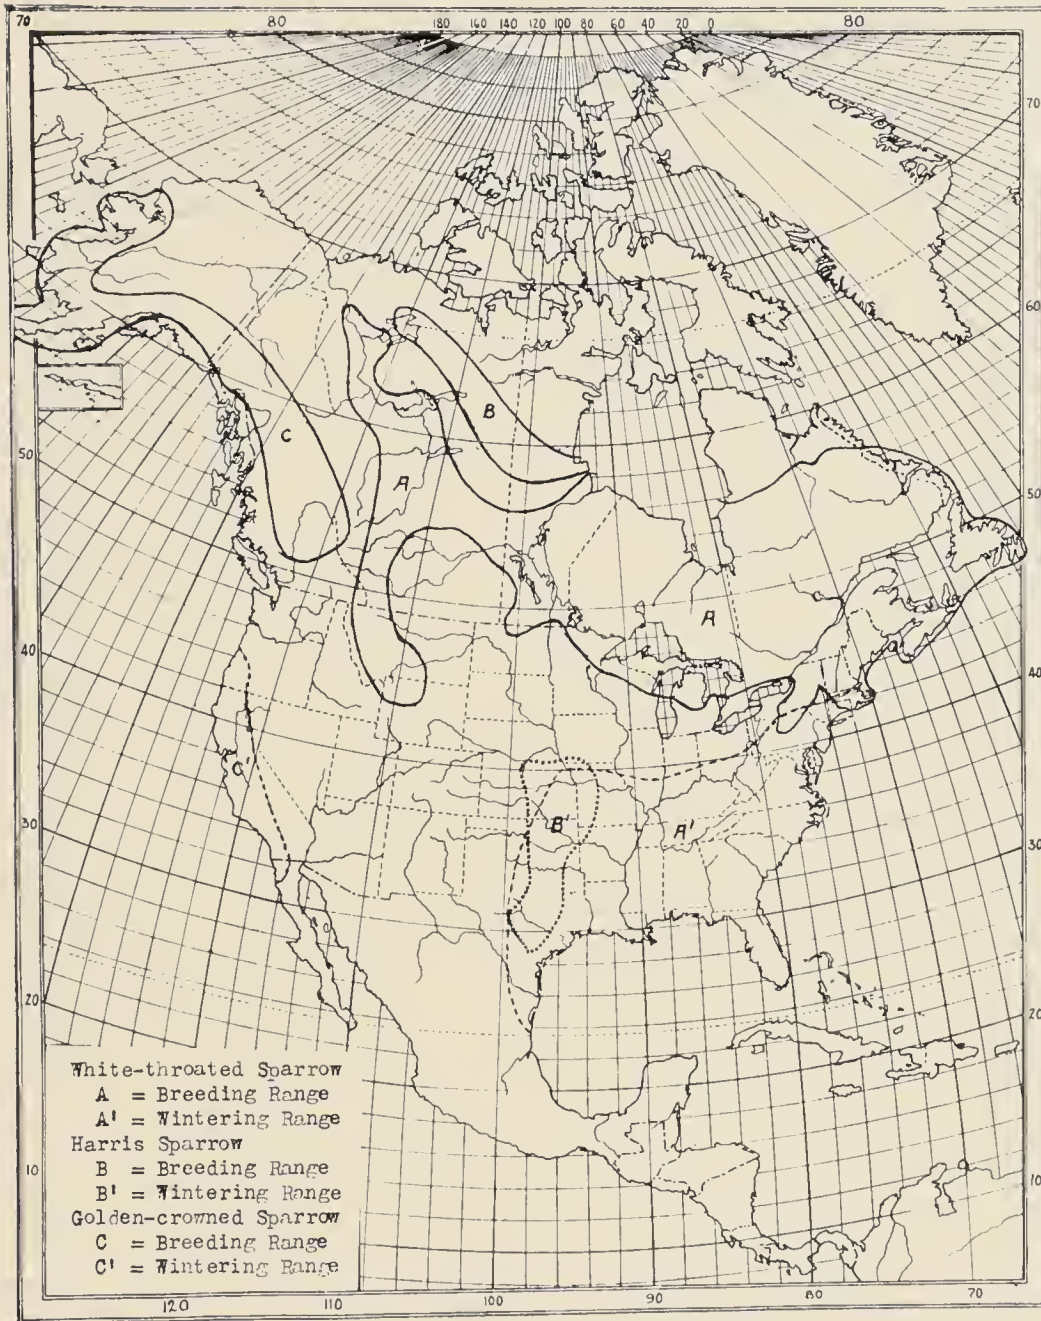 70 80 180 160 140 120 100 80 60 40 20 0 80
70
60
50 50
40 40
30 30
20 20
10 10
C B
A
A
C'
B' A'
White-throated Sparrow
A = Breeding Range
A' = Wintering Range
Harris Sparrow
B = Breeding Range
B' = Wintering Range
Golden-crowned Sparrow
C = Breeding Range
C' = Wintering Range
120 110 100 90 80 70